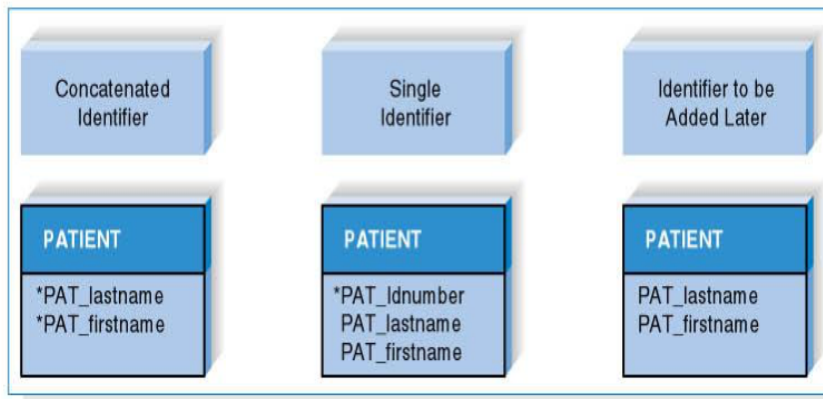 Concatenated
Identifier
Single
Identifier
Identifier to be
Added Later
PATIENT
*PAT_lastname
*PAT_firstname
PATIENT
*PAT_Idnumber
PAT_lastname
PAT_firstname
PATIENT
PAT_lastname
PAT_firstname